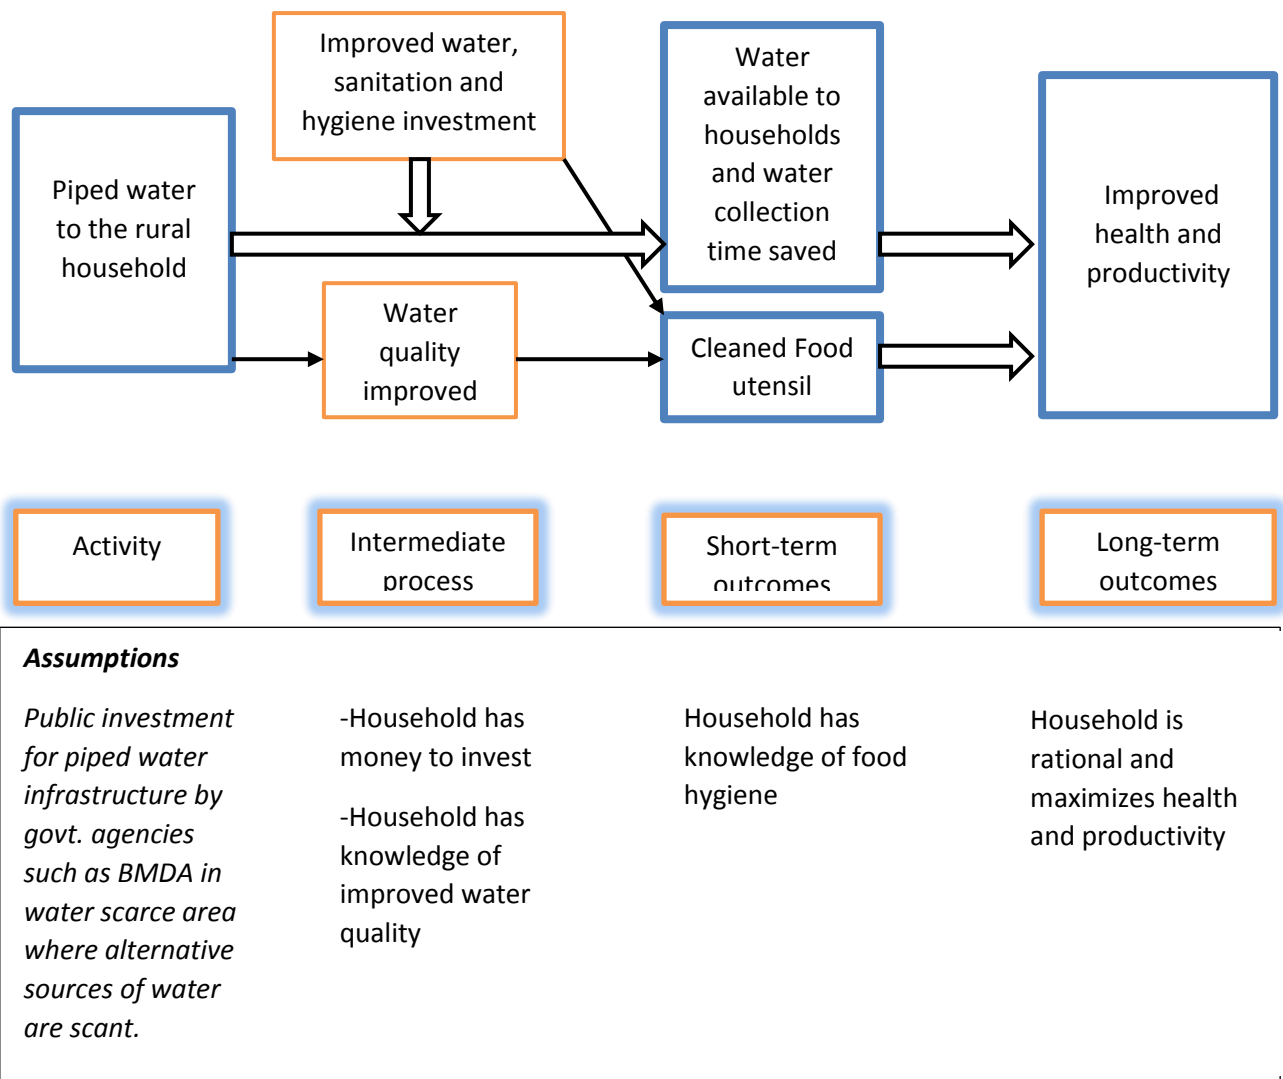 Piped water
to the rural
household
Improved water,
sanitation and
hygiene investment
Water
quality
improved
Water
available to
households
and water
collection
time saved
Cleaned Food
utensil
Improved
health and
productivity
Activity
Intermediate
process
Short-term
outcomes
Long-term
outcomes
Assumptions
Public investment
for piped water
infrastructure by
govt. agencies
such as BMDA in
water scarce area
where alternative
sources of water
are scant.
-Household has
money to invest
-Household has
knowledge of
improved water
quality
Household has
knowledge of food
hygiene
Household is
rational and
maximizes health
and productivity